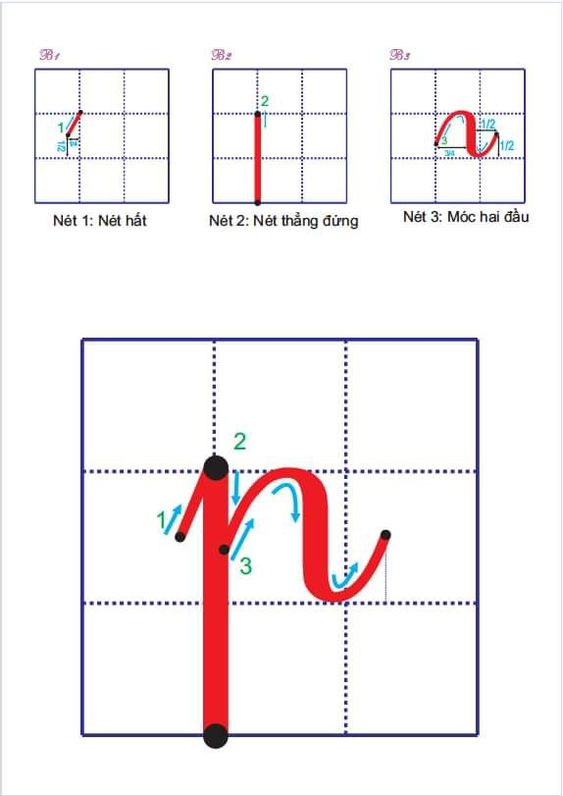 B1 B2 B3
1
1/2
2
3
3/4
1/2
1/2
Nét 1: Nét hất
Nét 2: Nét thẳng đứng
Nét 3: Móc hai đầu
2
1
3
p